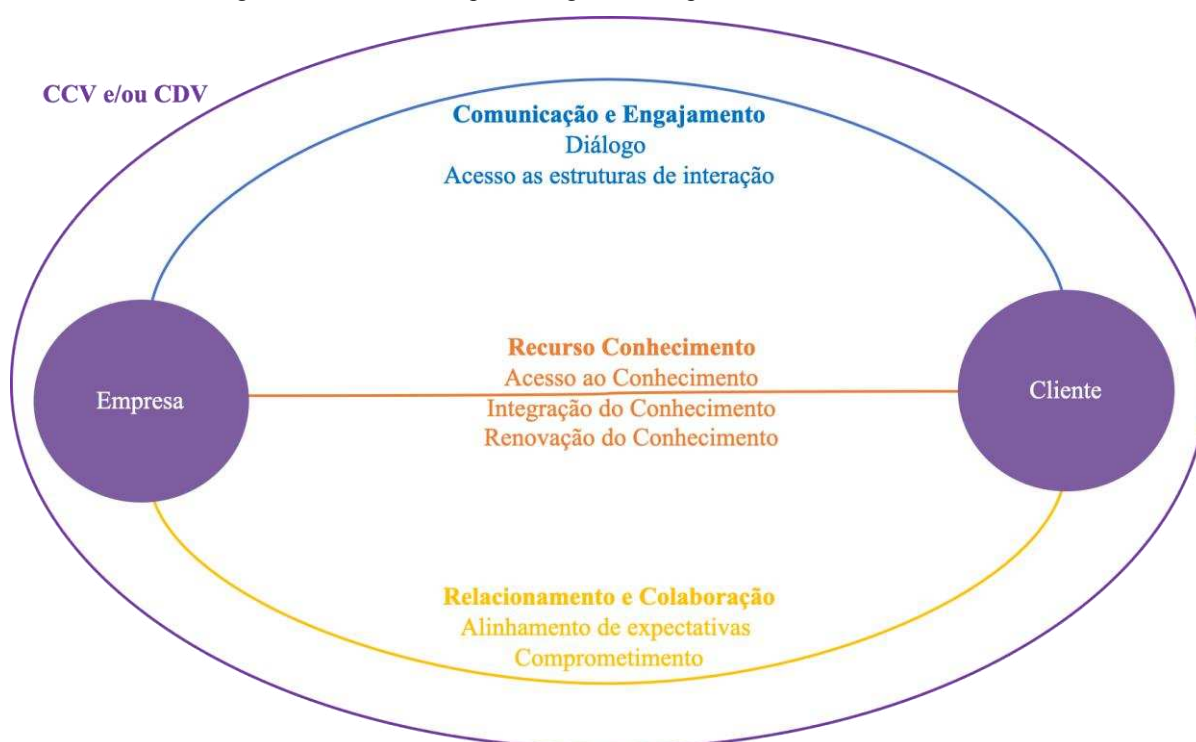 CCV e/ou CDV
Comunicação e Engajamento
Diálogo
Acesso as estruturas de interação
Recurso Conhecimento
Acesso ao Conhecimento
Integração do Conhecimento
Renovação do Conhecimento
Empresa
Cliente
Relacionamento e Colaboração
Alinhamento de expectativas
Comprometimento